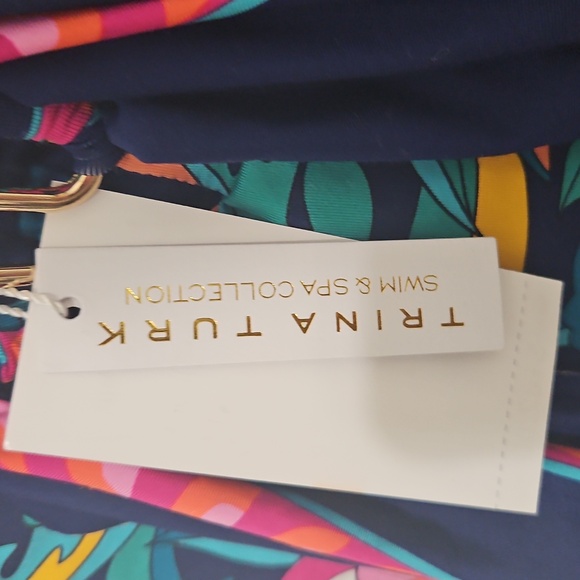 TRINA TURK
SWIM & SPA COLLECTION